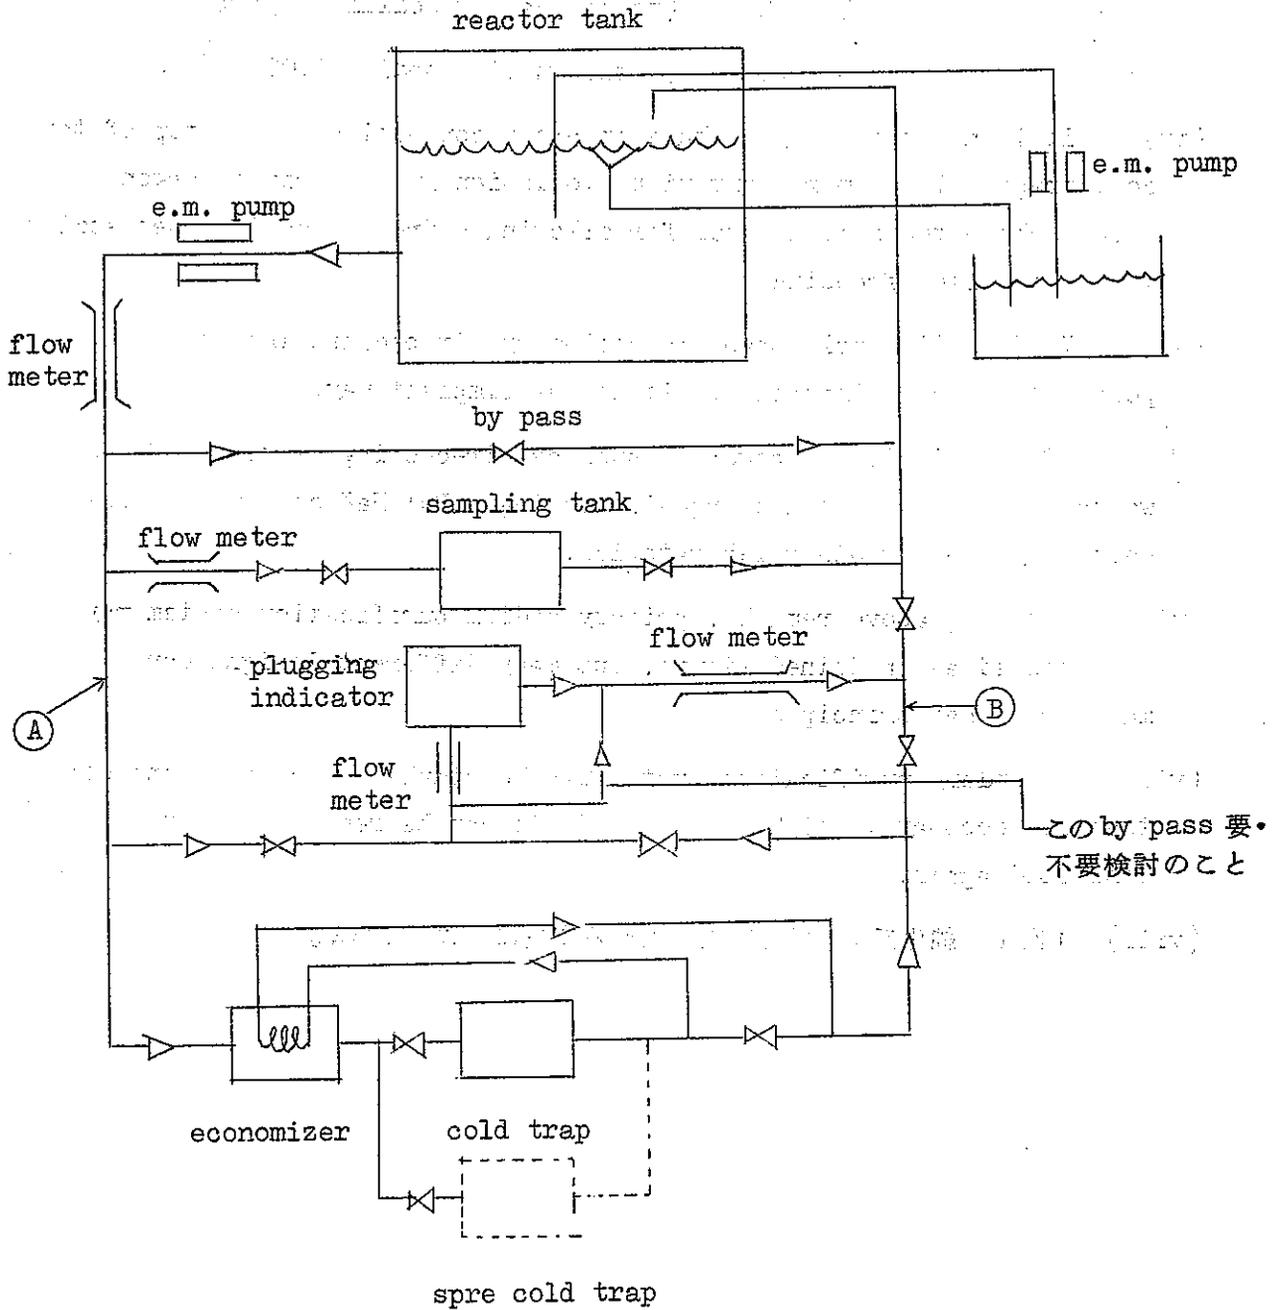 reactor tank
e.m. pump
e.m. pump
flow
meter
by pass
sampling tank
flow meter
flow meter
plugging
indicator
A
B
flow
meter
このby pass 要・
不要検討のこと
economizer
cold trap
spre cold trap